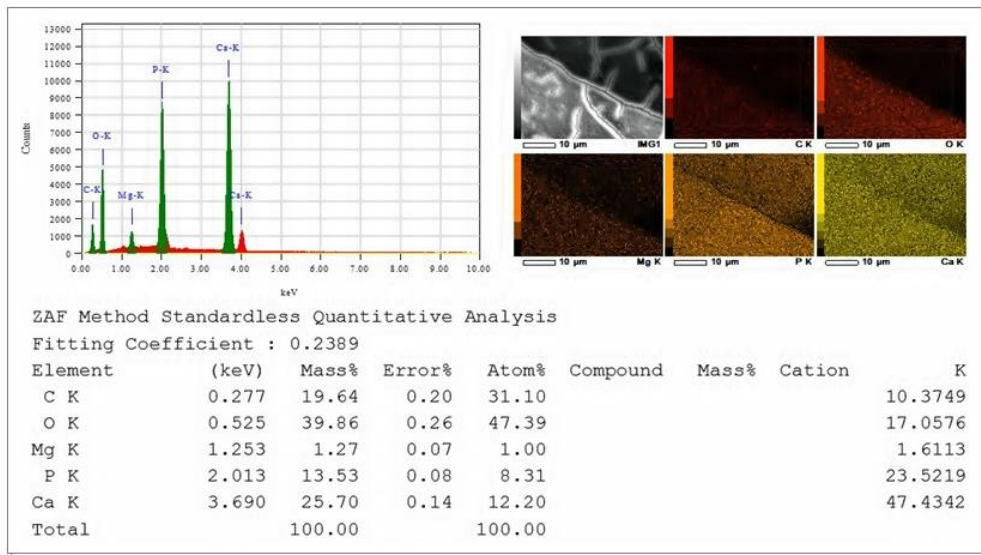 13000
12000
11000
10000
9000
8000
7000
6000
5000
4000
3000
2000
1000
0
Counts
C-K
O-K
Mg-K
P-K
Ca-K
Ca-K
0.00 1.00 2.00 3.00 4.00 5.00 6.00 7.00 8.00 9.00 10.00
keV
10 µm IMG1
10 µm C K
10 µm O K
10 µm Mg K
10 µm P K
10 µm Ca K
ZAF Method Standardless Quantitative Analysis
Fitting Coefficient : 0.2389
Element (keV) Mass% Error% Atom% Compound Mass% Cation K
C K 0.277 19.64 0.20 31.10 10.3749
O K 0.525 39.86 0.26 47.39 17.0576
Mg K 1.253 1.27 0.07 1.00 1.6113
P K 2.013 13.53 0.08 8.31 23.5219
Ca K 3.690 25.70 0.14 12.20 47.4342
Total 100.00 100.00